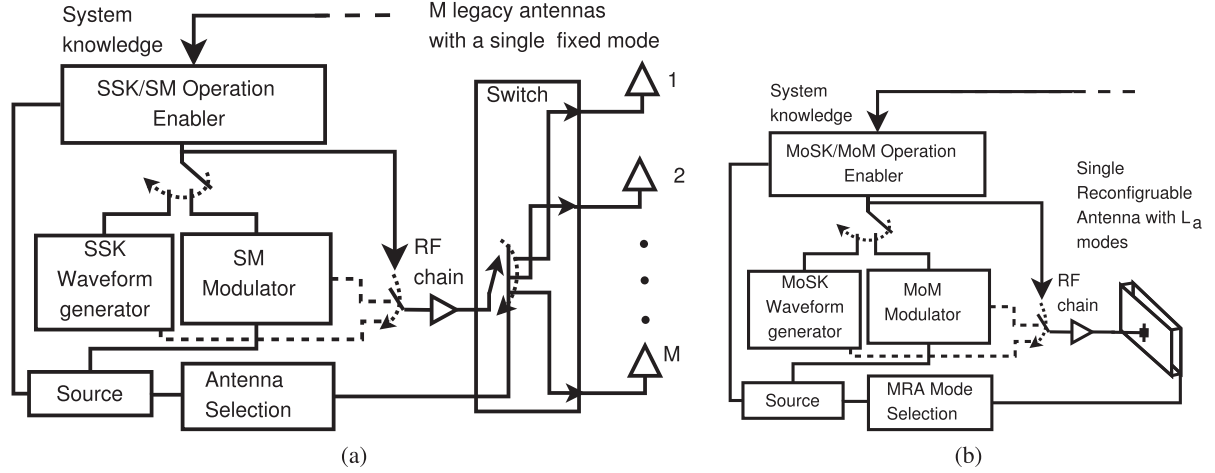 System
knowledge
M legacy antennas
with a single fixed mode
SSK/SM Operation
Enabler
Switch
1
2
M
SSK
Waveform
generator
SM
Modulator
RF
chain
Source
Antenna
Selection
(a)
System
knowledge
MoSK/MoM Operation
Enabler
Single
Reconfigruable
Antenna with La
modes
MoSK
Waveform
generator
MoM
Modulator
RF
chain
Source
MRA Mode
Selection
(b)